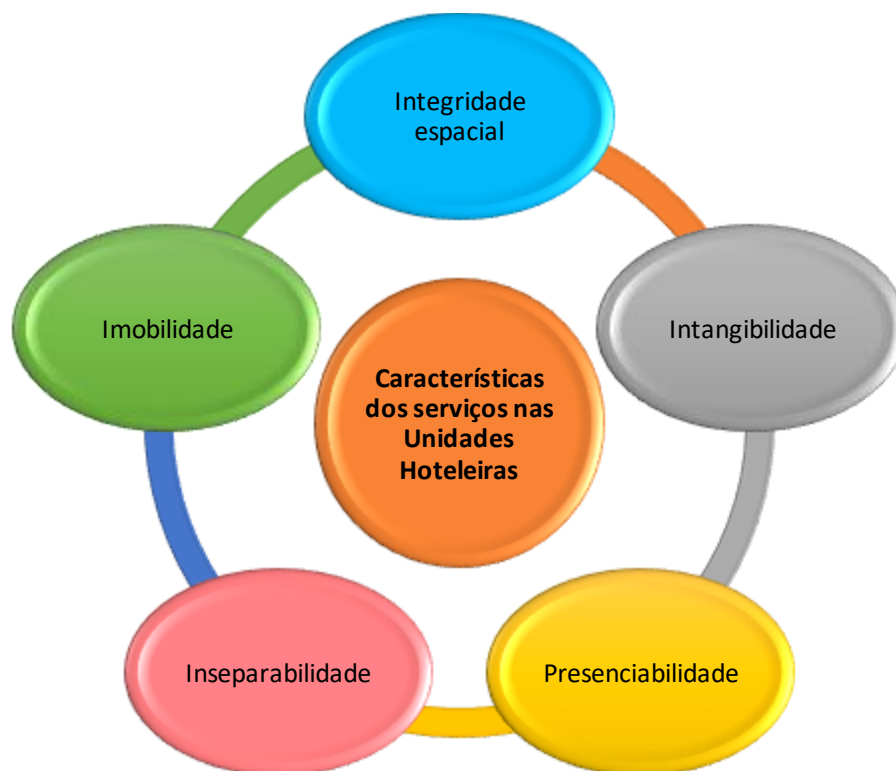 Integridade
espacial
Imobilidade
Intangibilidade
Características
dos serviços nas
Unidades
Hoteleiras
Inseparabilidade
Presenciabilidade